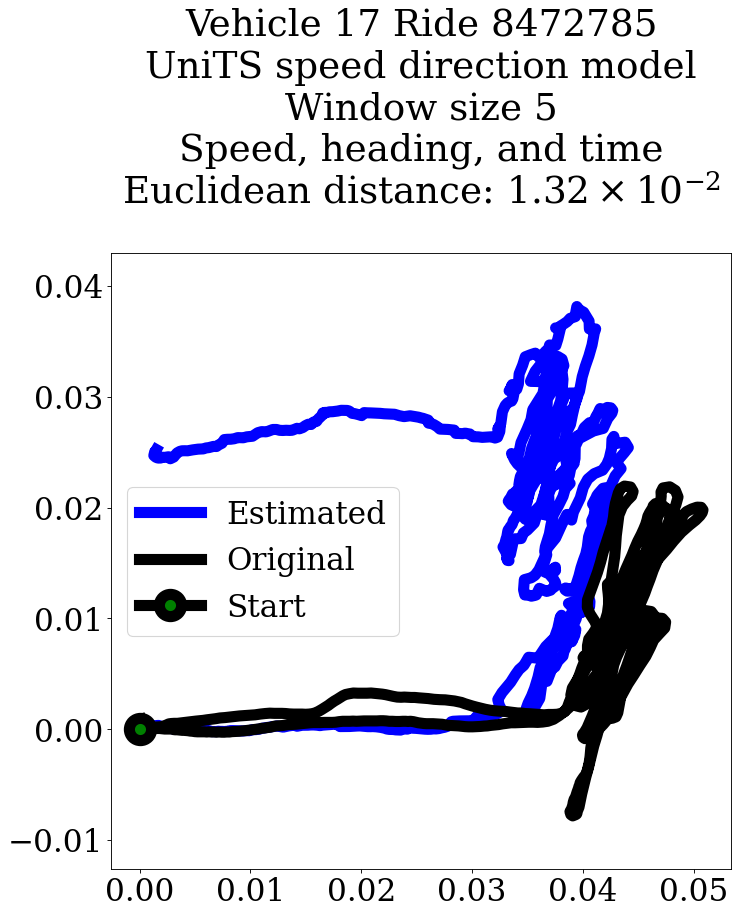 Vehicle 17 Ride 8472785
UniTS speed direction model
Window size 5
Speed, heading, and time
Euclidean distance: 1.32 × 10⁻²
0.04
0.03
0.02
0.01
0.00
−0.01
Estimated
Original
Start
0.00 0.01 0.02 0.03 0.04 0.05